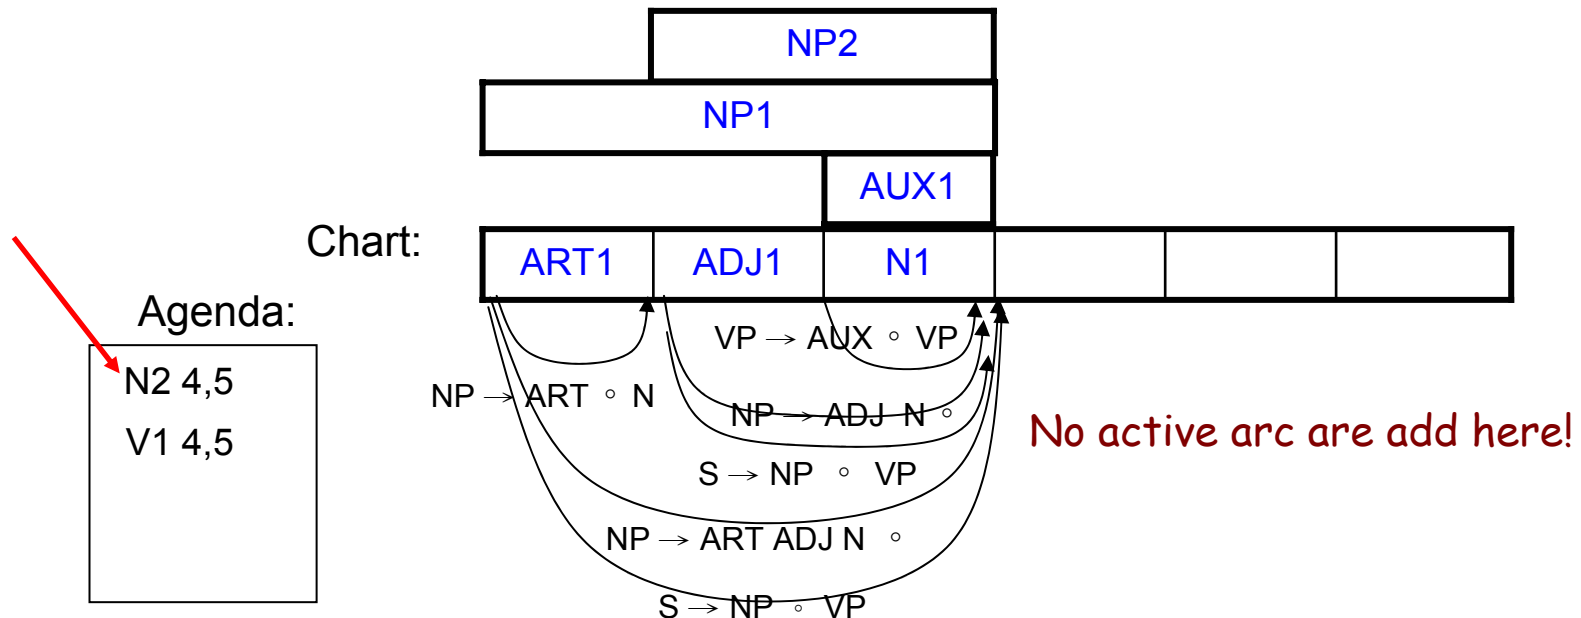 NP2
NP1
AUX1
Chart:
ART1 ADJ1 N1
Agenda:
N2 4,5
V1 4,5
VP → AUX ∘ VP
NP → ART ∘ N
NP → ADJ N ∘
No active arc are add here!
S → NP ∘ VP
NP → ART ADJ N ∘
S → NP ∘ VP